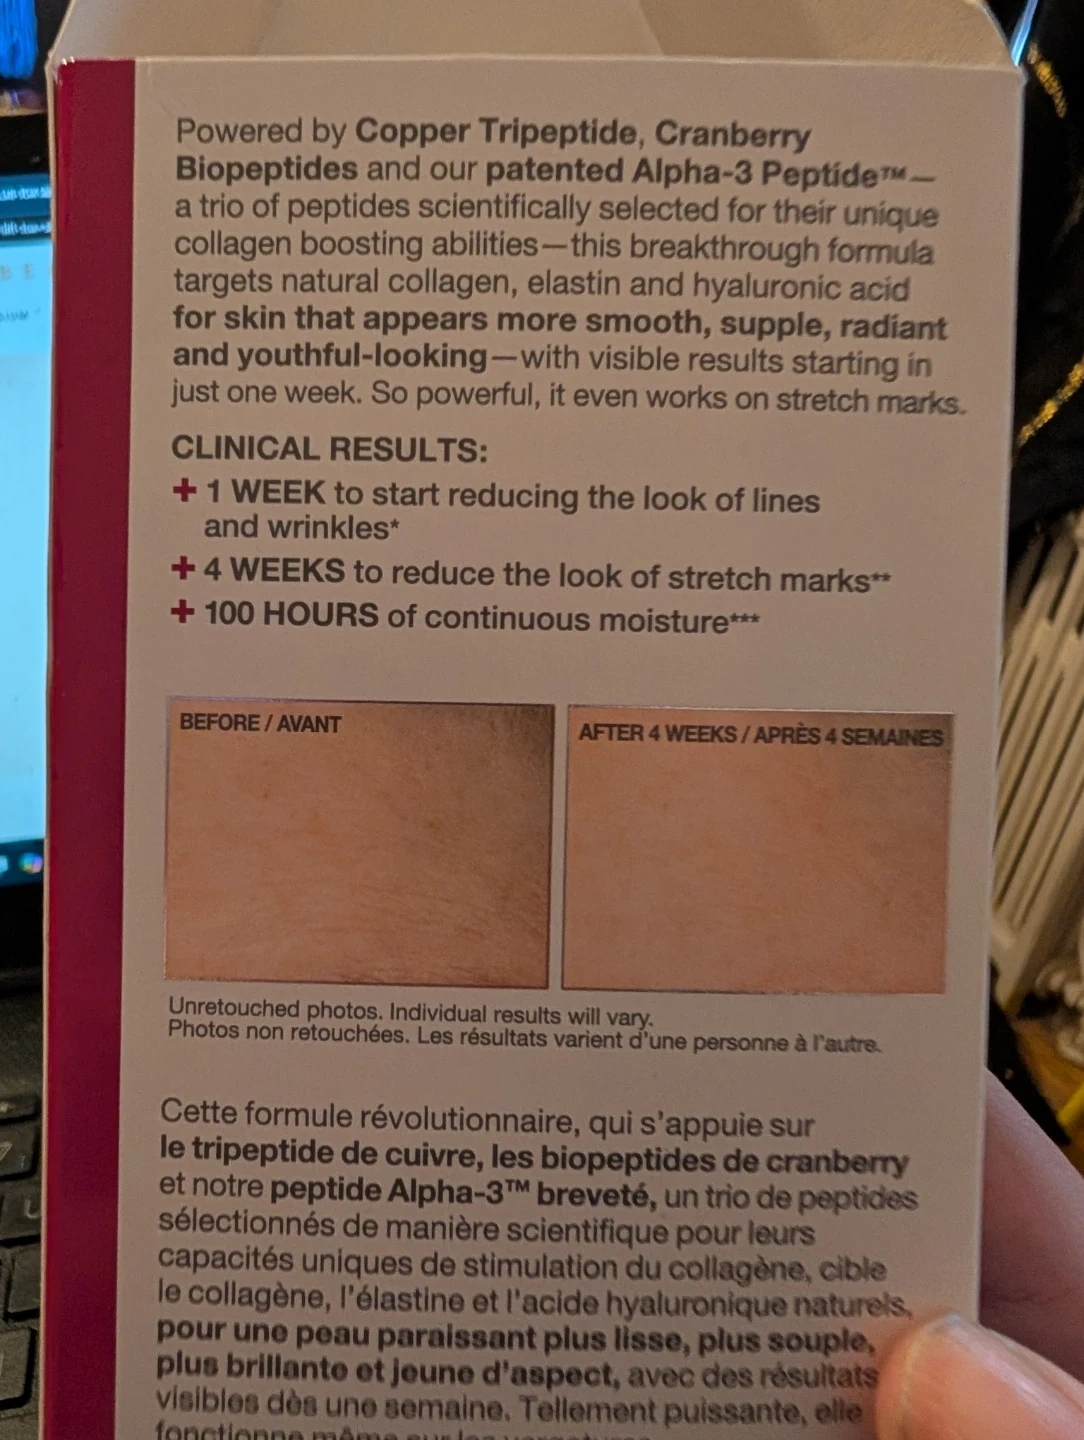 Powered by Copper Tripeptide, Cranberry
Biopeptides and our patented Alpha-3 Peptide™—
a trio of peptides scientifically selected for their unique
collagen boosting abilities—this breakthrough formula
targets natural collagen, elastin and hyaluronic acid
for skin that appears more smooth, supple, radiant
and youthful-looking—with visible results starting in
just one week. So powerful, it even works on stretch marks.
CLINICAL RESULTS:
+ 1 WEEK to start reducing the look of lines
and wrinkles*
+ 4 WEEKS to reduce the look of stretch marks**
+ 100 HOURS of continuous moisture***
BEFORE / AVANT
AFTER 4 WEEKS / APRÈS 4 SEMAINES
Unretouched photos. Individual results will vary.
Photos non retouchées. Les résultats varient d'une personne à l'autre.
Cette formule révolutionnaire, qui s'appuie sur
le tripeptide de cuivre, les biopeptides de cranberry
et notre peptide Alpha-3™ breveté, un trio de peptides
sélectionnés de manière scientifique pour leurs
capacités uniques de stimulation du collagène, cible
le collagène, l'élastine et l'acide hyaluronique naturels,
pour une peau paraissant plus lisse, plus souple,
plus brillante et jeune d'aspect, avec des résultats
visibles dès une semaine. Tellement puissante, elle
fonctionne même sur les